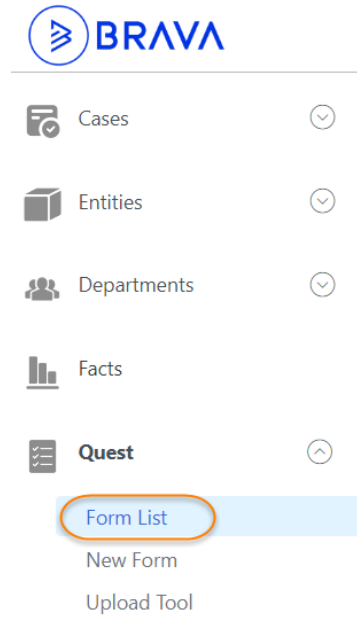 BRAVA
Cases
Entities
Departments
Facts
Quest
Form List
New Form
Upload Tool